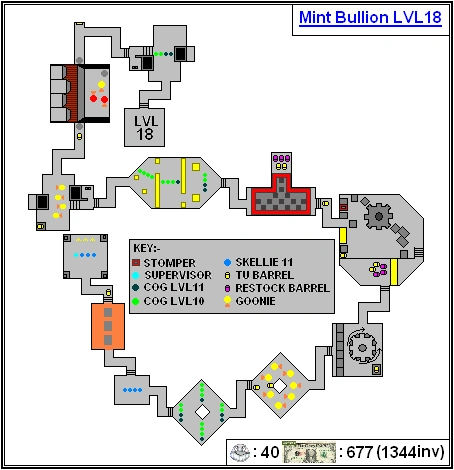 Mint Bullion LVL18
LVL
18
KEY:-
STOMPER
SKELLIE 11
SUPERVISOR
TU BARREL
COG LVL11
RESTOCK BARREL
COG LVL10
GOONIE
: 40
: 677 (1344inv)